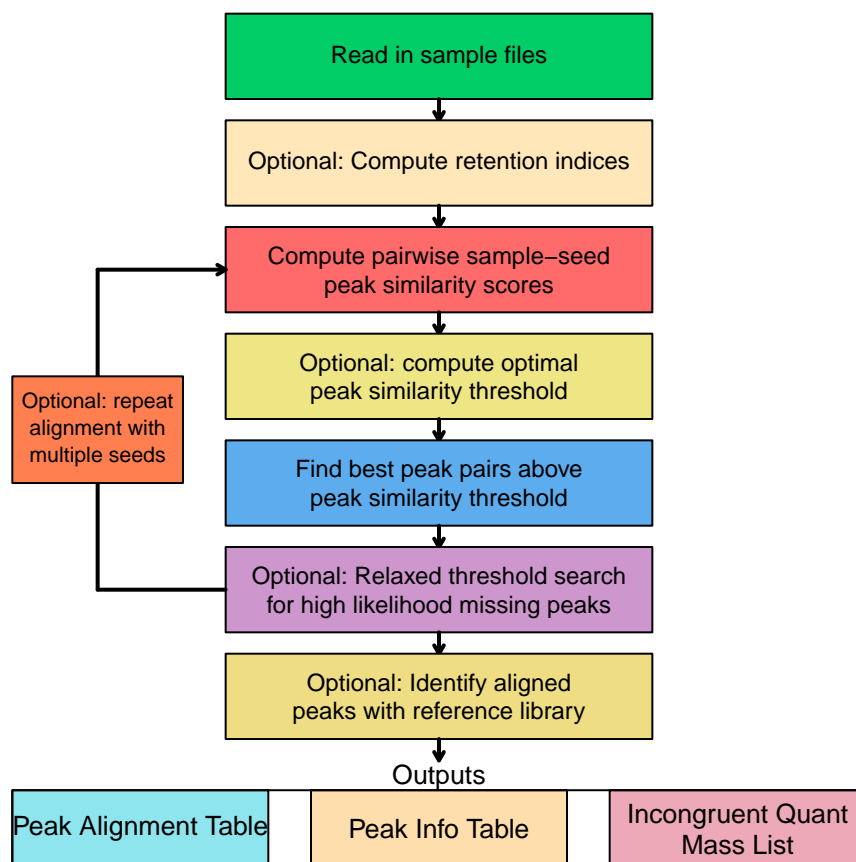 Read in sample files
Optional: Compute retention indices
Compute pairwise sample−seed
peak similarity scores
Optional: compute optimal
peak similarity threshold
Optional: repeat
alignment with
multiple seeds
Find best peak pairs above
peak similarity threshold
Optional: Relaxed threshold search
for high likelihood missing peaks
Optional: Identify aligned
peaks with reference library
Outputs
Peak Alignment Table
Peak Info Table
Incongruent Quant
Mass List